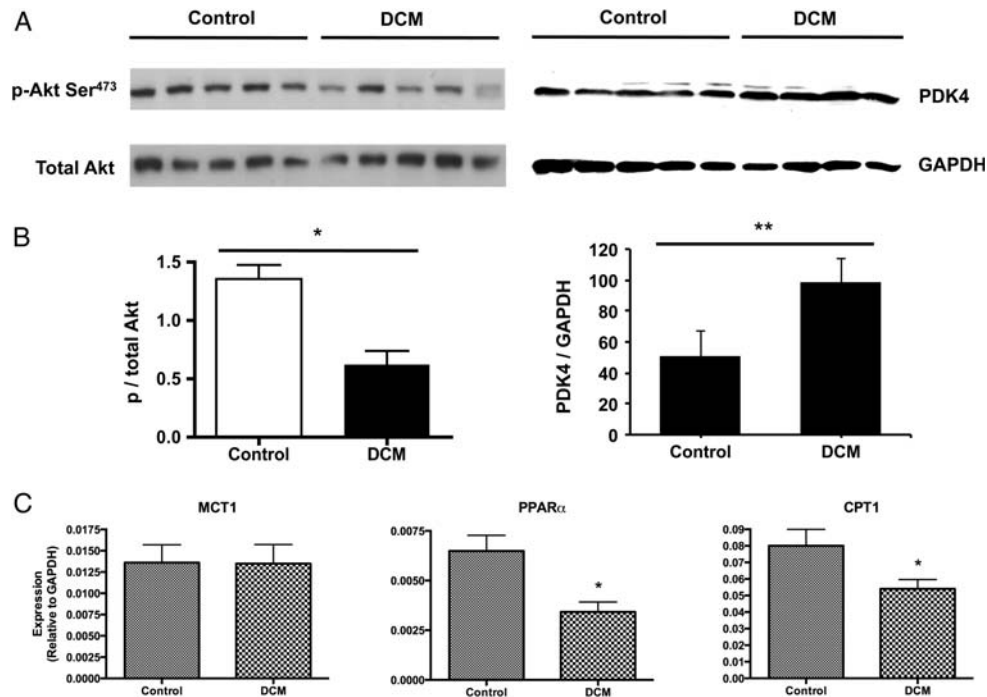 A
Control DCM
Control DCM
p-Akt Ser473
PDK4
Total Akt
GAPDH
B
*
p / total Akt
1.5
1.0
0.5
0.0
Control DCM
**
PDK4 / GAPDH
120
100
80
60
40
20
0
Control DCM
C
MCT1
Expression
(Relative to GAPDH)
0.0175
0.0150
0.0125
0.0100
0.0075
0.0050
0.0025
0.0000
Control DCM
PPARα
0.0075
0.0050
0.0025
0.0000
*
Control DCM
CPT1
0.09
0.08
0.07
0.06
0.05
0.04
0.03
0.02
0.01
0.00
*
Control DCM